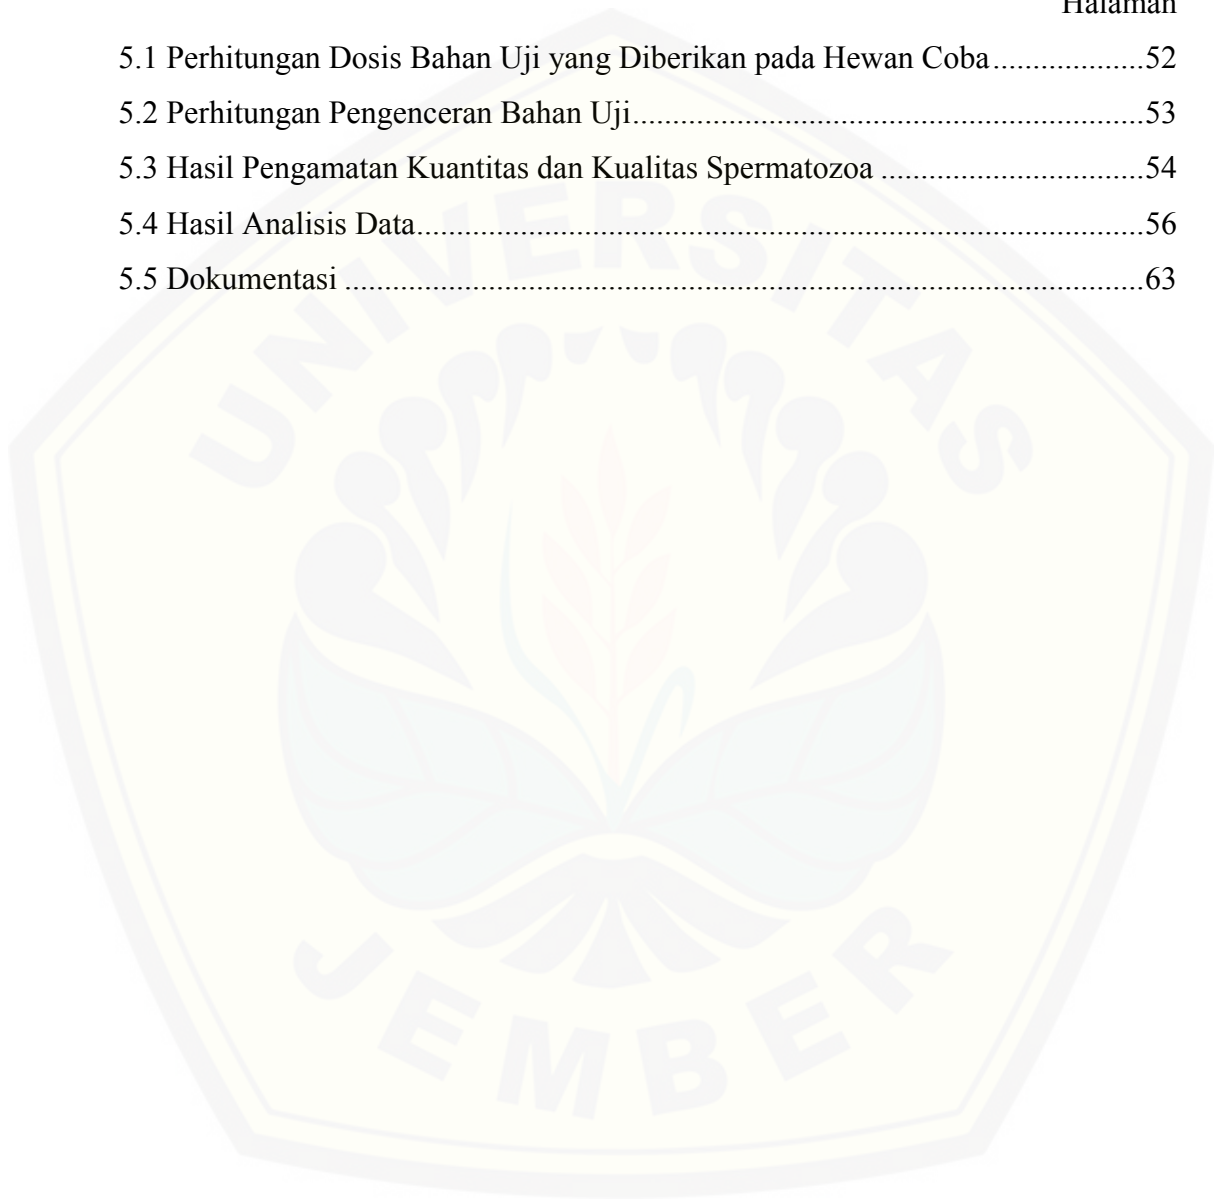 Halaman
5.1 Perhitungan Dosis Bahan Uji yang Diberikan pada Hewan Coba...................52
5.2 Perhitungan Pengenceran Bahan Uji................................................................53
5.3 Hasil Pengamatan Kuantitas dan Kualitas Spermatozoa .................................54
5.4 Hasil Analisis Data...........................................................................................56
5.5 Dokumentasi ....................................................................................................63
UNIVERSITAS
JEMBER